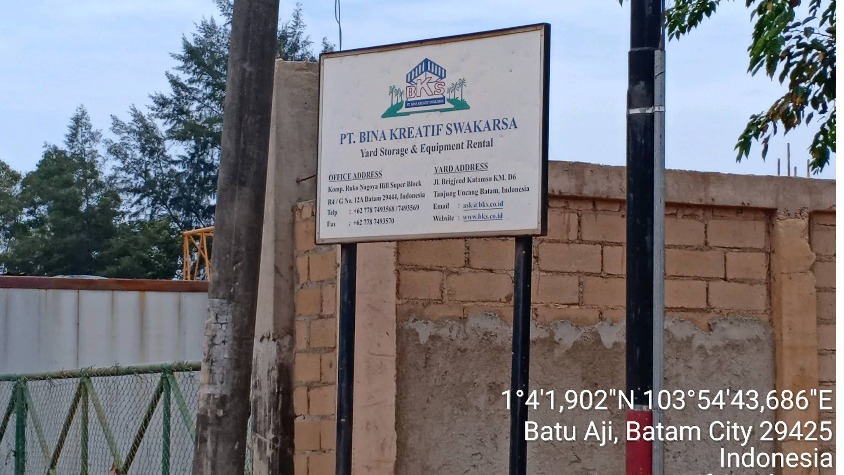 BKS
PT. BINA KREATIF SWAKARSA
PT. BINA KREATIF SWAKARSA
Yard Storage & Equipment Rental
OFFICE ADDRESS
Komp. Ruko Nagoya Hill Super Block
R4 / G No. 12A Batam 29444, Indonesia
Telp : +62 778 7493568 / 7493569
Fax : +62 778 7493570
YARD ADDRESS
Jl. Brigjend Katamso KM. D6
Tanjung Uncang Batam, Indonesia
Email : ask@bks.co.id
Website : www.bks.co.id
1°4'1,902"N 103°54'43,686"E
Batu Aji, Batam City 29425
Indonesia